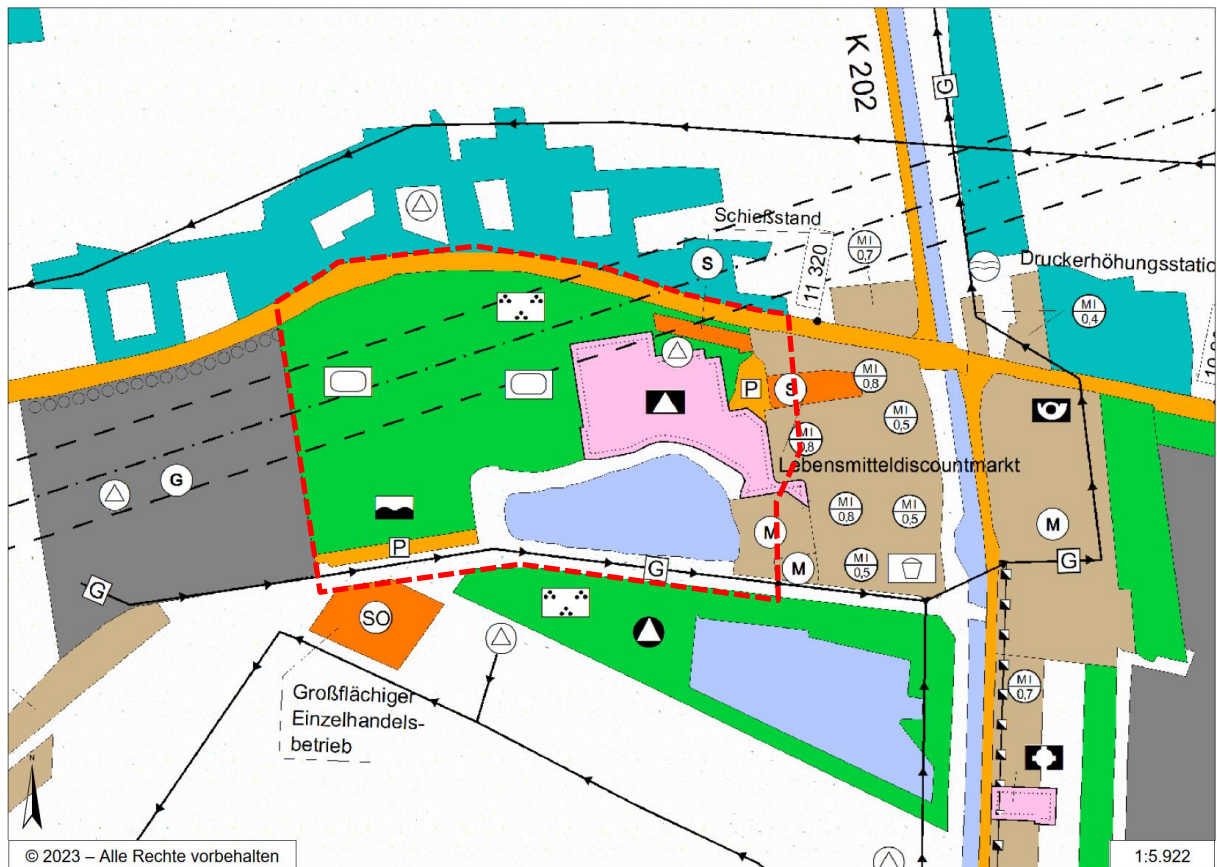 K 202
G
Schießstand
MI
0,7
S
11 320
Druckerhöhungsstatio
MI
0,4
MI
0,8
P
S
MI
0,5
MI
0,8
Lebensmitteldiscountmarkt
G
MI
0,8
MI
0,5
M
M
P
M
MI
0,5
G
G
G
SO
MI
0,7
Großflächiger
Einzelhandels-
betrieb
N
© 2023 – Alle Rechte vorbehalten
1:5.922